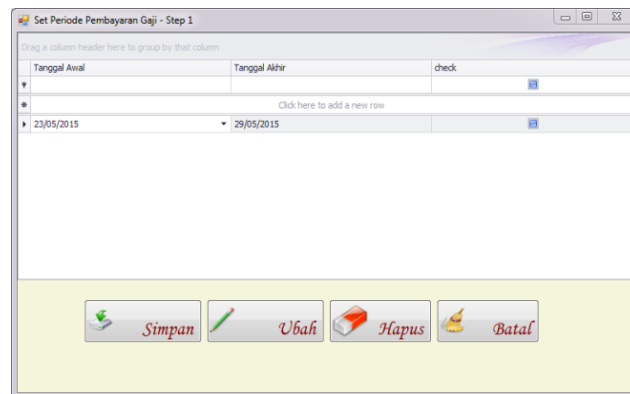 Set Periode Pembayaran Gaji - Step 1
Drag a column header here to group by that column
Tanggal Awal Tanggal Akhir check
Click here to add a new row
23/05/2015 29/05/2015
Simpan Ubah Hapus Batal